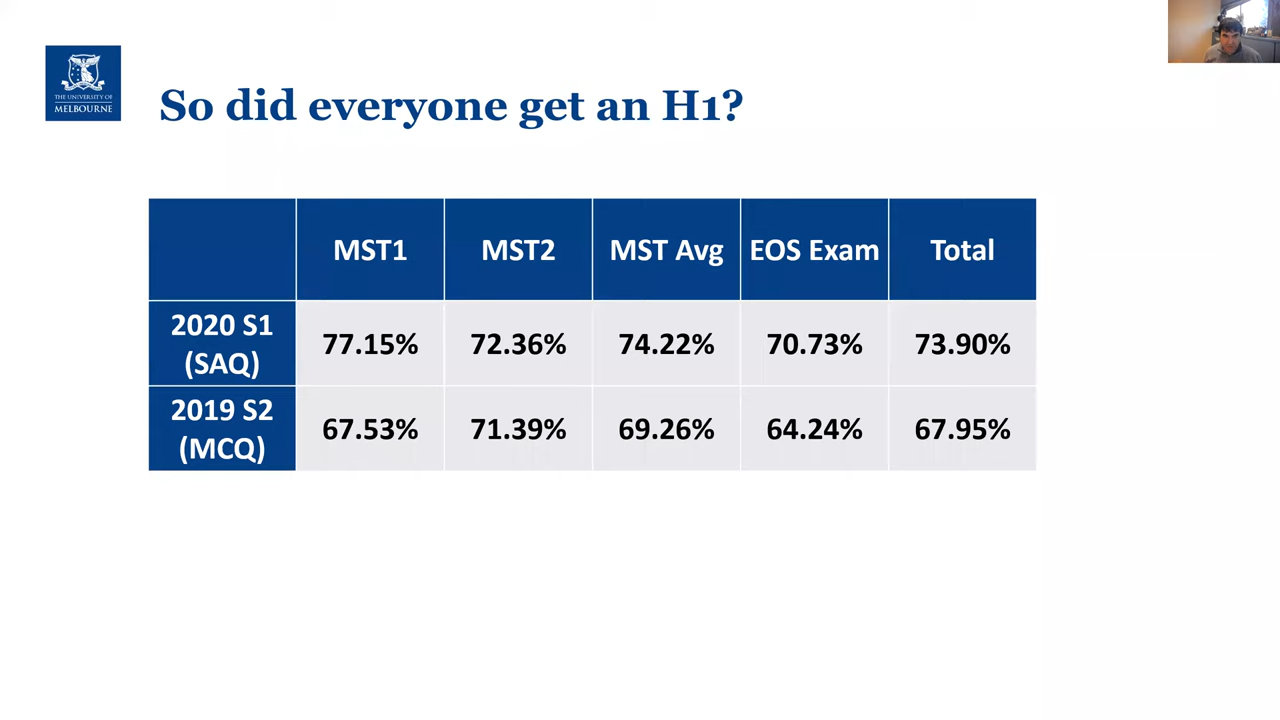 THE UNIVERSITY OF
MELBOURNE
So did everyone get an H1?
MST1 MST2 MST Avg EOS Exam Total
2020 S1
(SAQ) 77.15% 72.36% 74.22% 70.73% 73.90%
2019 S2
(MCQ) 67.53% 71.39% 69.26% 64.24% 67.95%